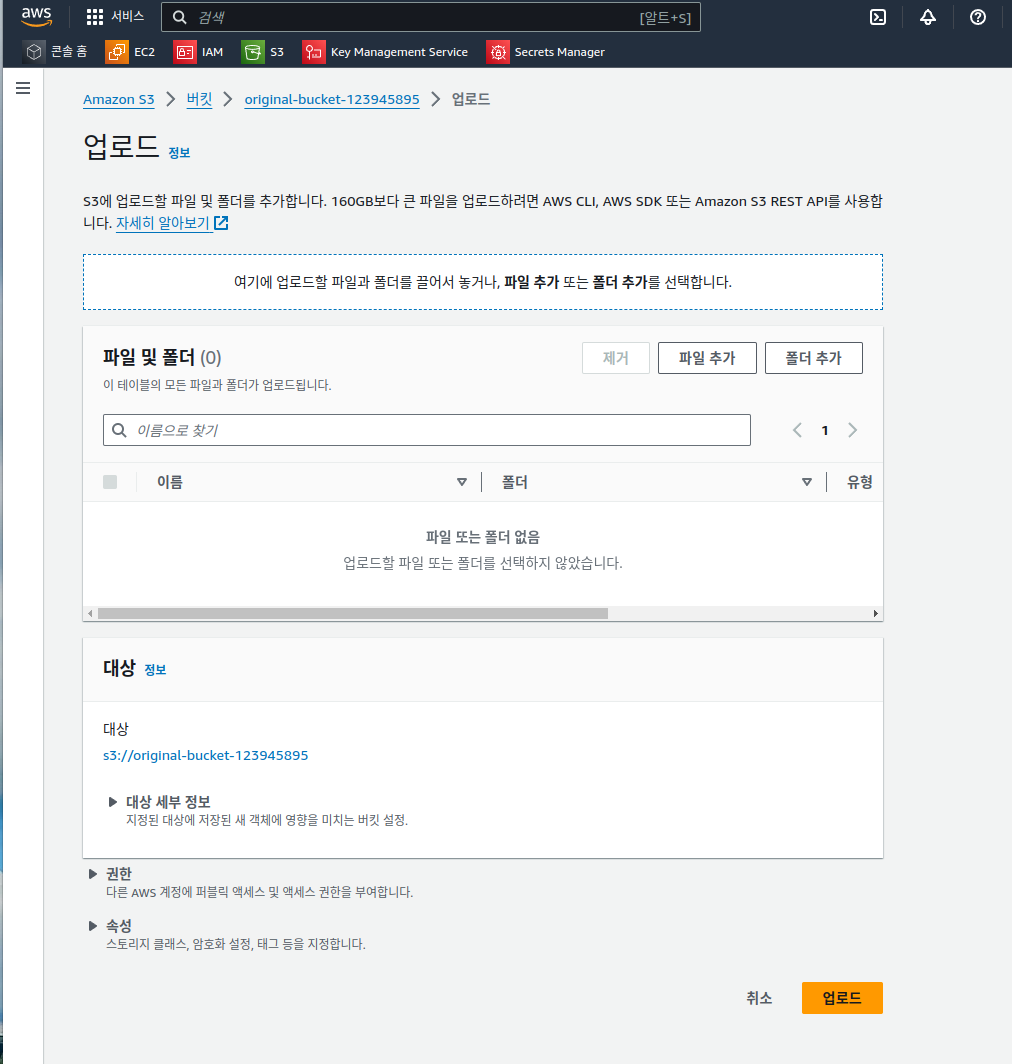 aws
서비스
검색
[알트+S]
콘솔 홈
EC2
IAM
S3
Key Management Service
Secrets Manager
Amazon S3
버킷
original-bucket-123945895
업로드
업로드 정보
S3에 업로드할 파일 및 폴더를 추가합니다. 160GB보다 큰 파일을 업로드하려면 AWS CLI, AWS SDK 또는 Amazon S3 REST API를 사용합
니다. 자세히 알아보기
여기에 업로드할 파일과 폴더를 끌어서 놓거나, 파일 추가 또는 폴더 추가를 선택합니다.
파일 및 폴더 (0)
제거
파일 추가
폴더 추가
이 테이블의 모든 파일과 폴더가 업로드됩니다.
이름으로 찾기
1
이름
폴더
유형
파일 또는 폴더 없음
업로드할 파일 또는 폴더를 선택하지 않았습니다.
대상 정보
대상
s3://original-bucket-123945895
대상 세부 정보
지정된 대상에 저장된 새 객체에 영향을 미치는 버킷 설정.
권한
다른 AWS 계정에 퍼블릭 액세스 및 액세스 권한을 부여합니다.
속성
스토리지 클래스, 암호화 설정, 태그 등을 지정합니다.
취소
업로드